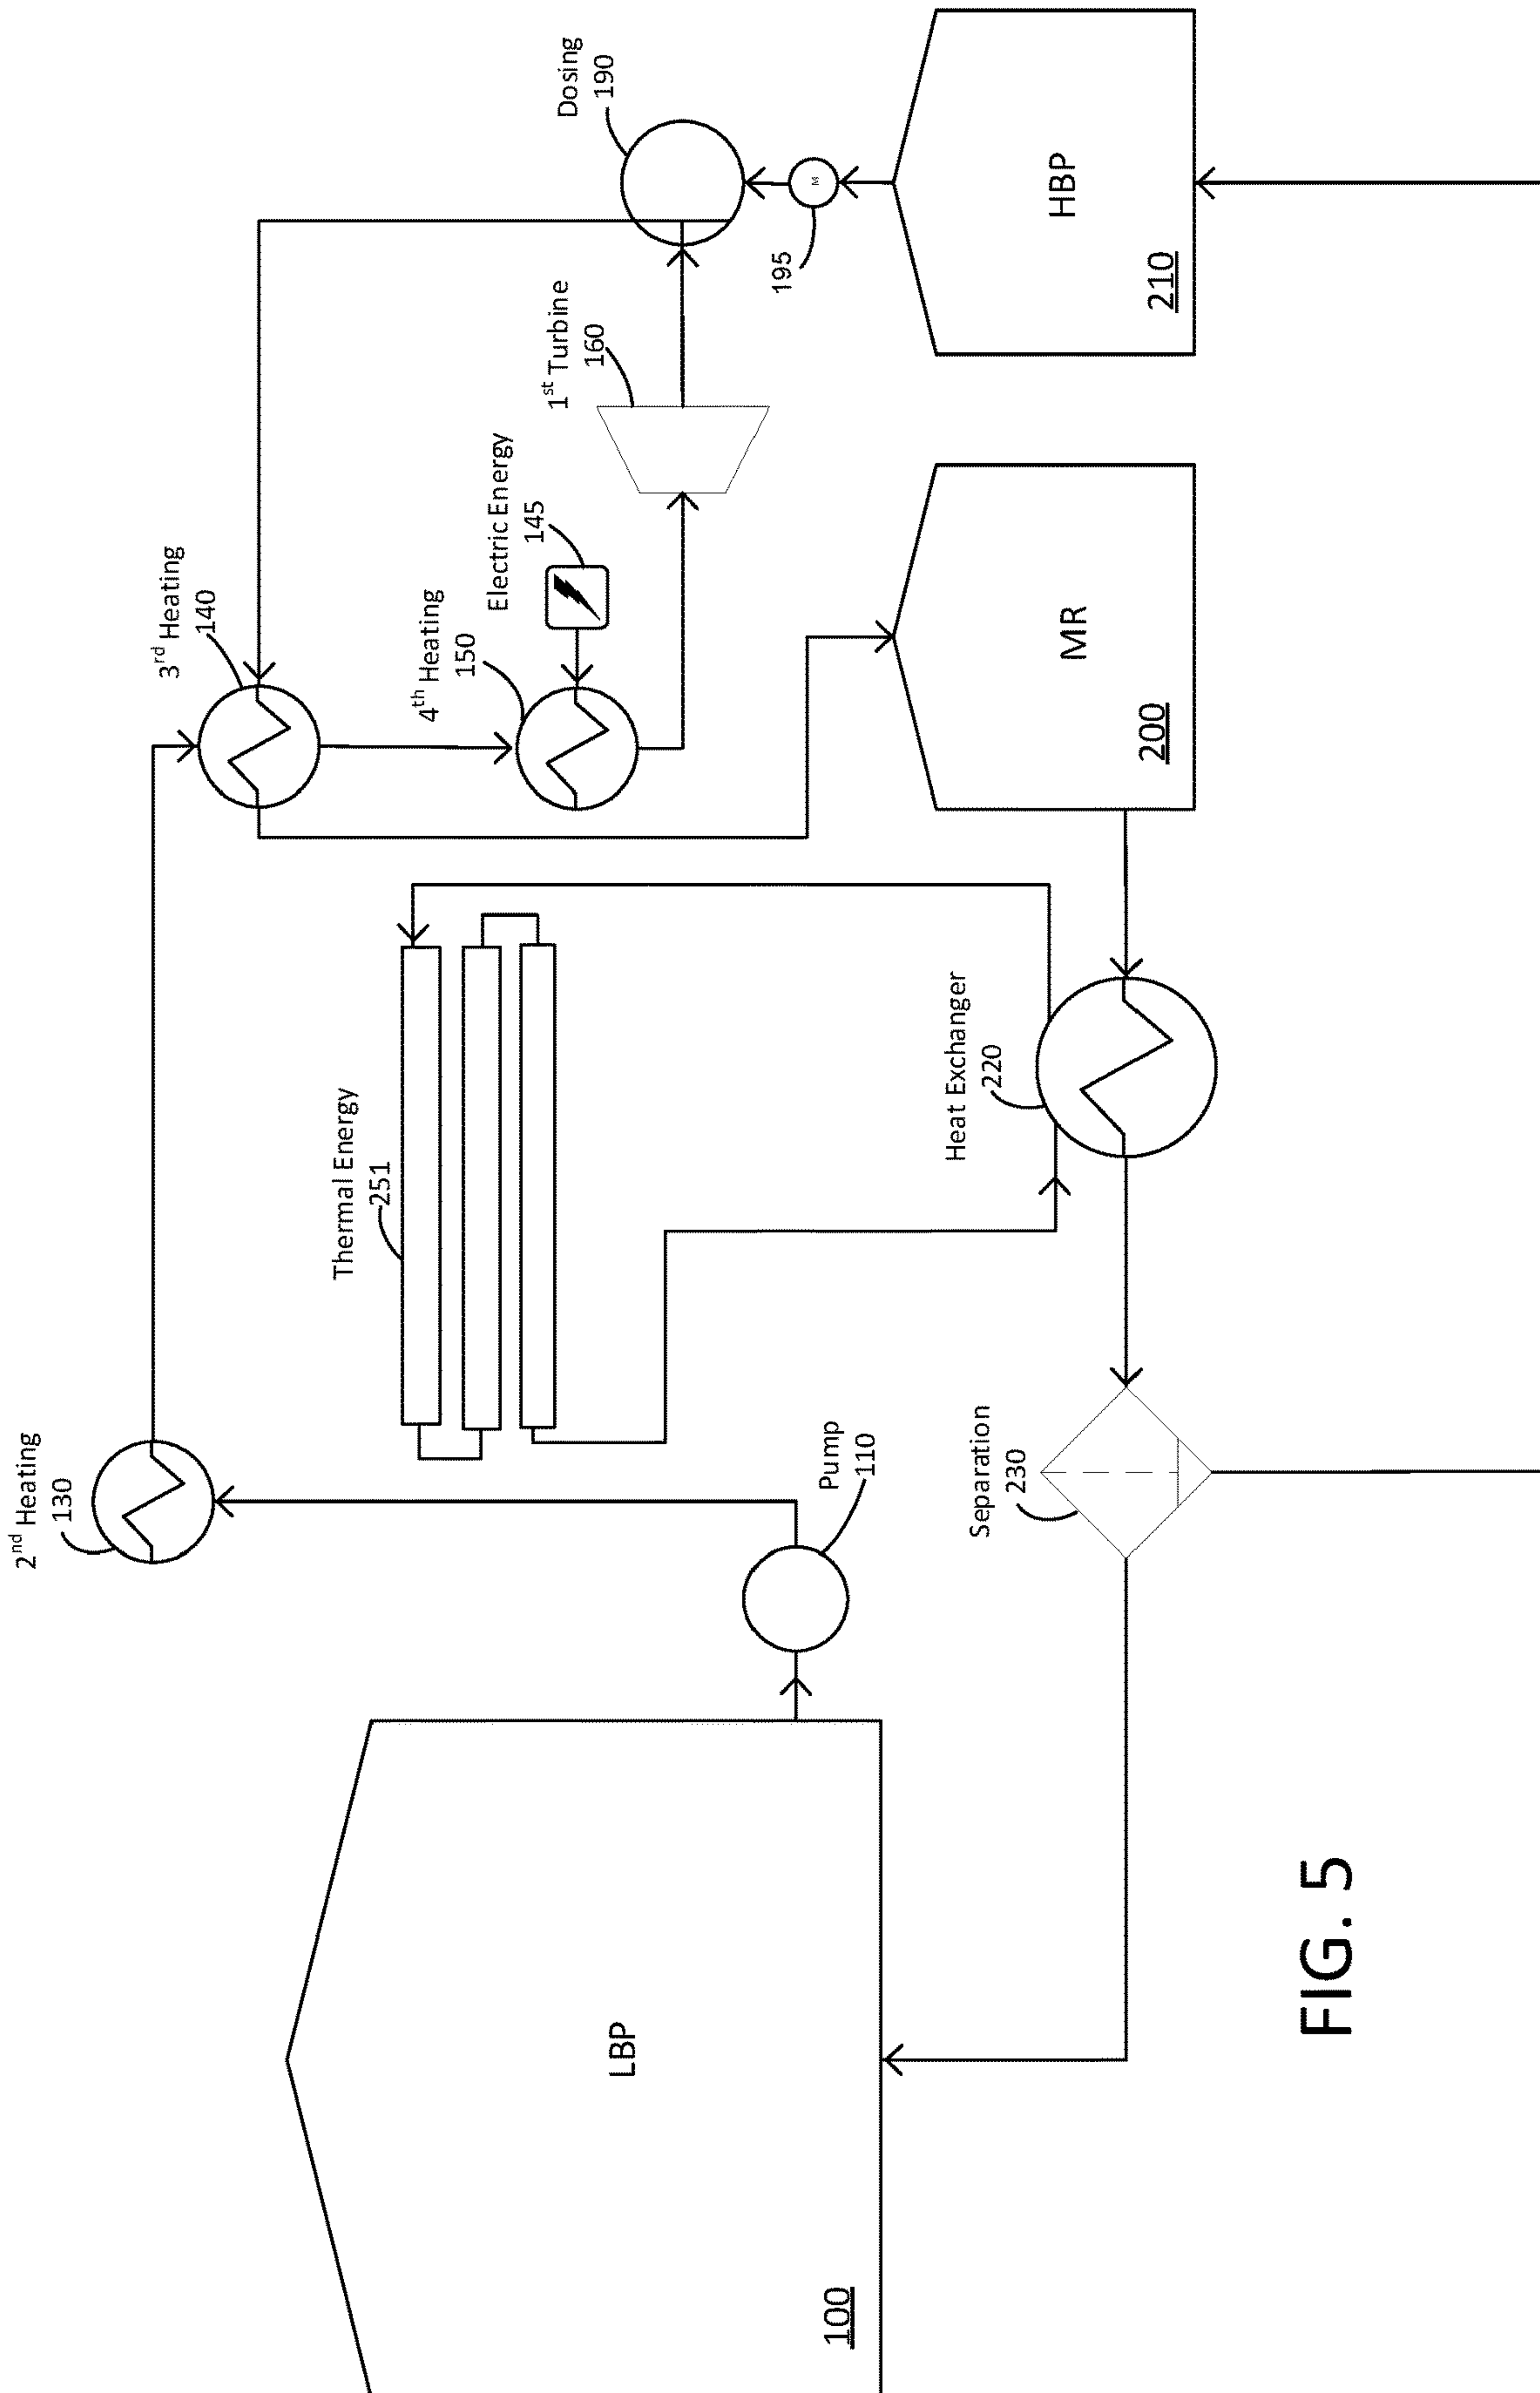 2nd Heating
130
3rd Heating
140
4th Heating
150
Electric Energy
145
1st Turbine
160
Dosing
190
195
M
Thermal Energy
251
Pump
110
LBP
100
Separation
230
Heat Exchanger
220
MR
200
HBP
210
FIG. 5